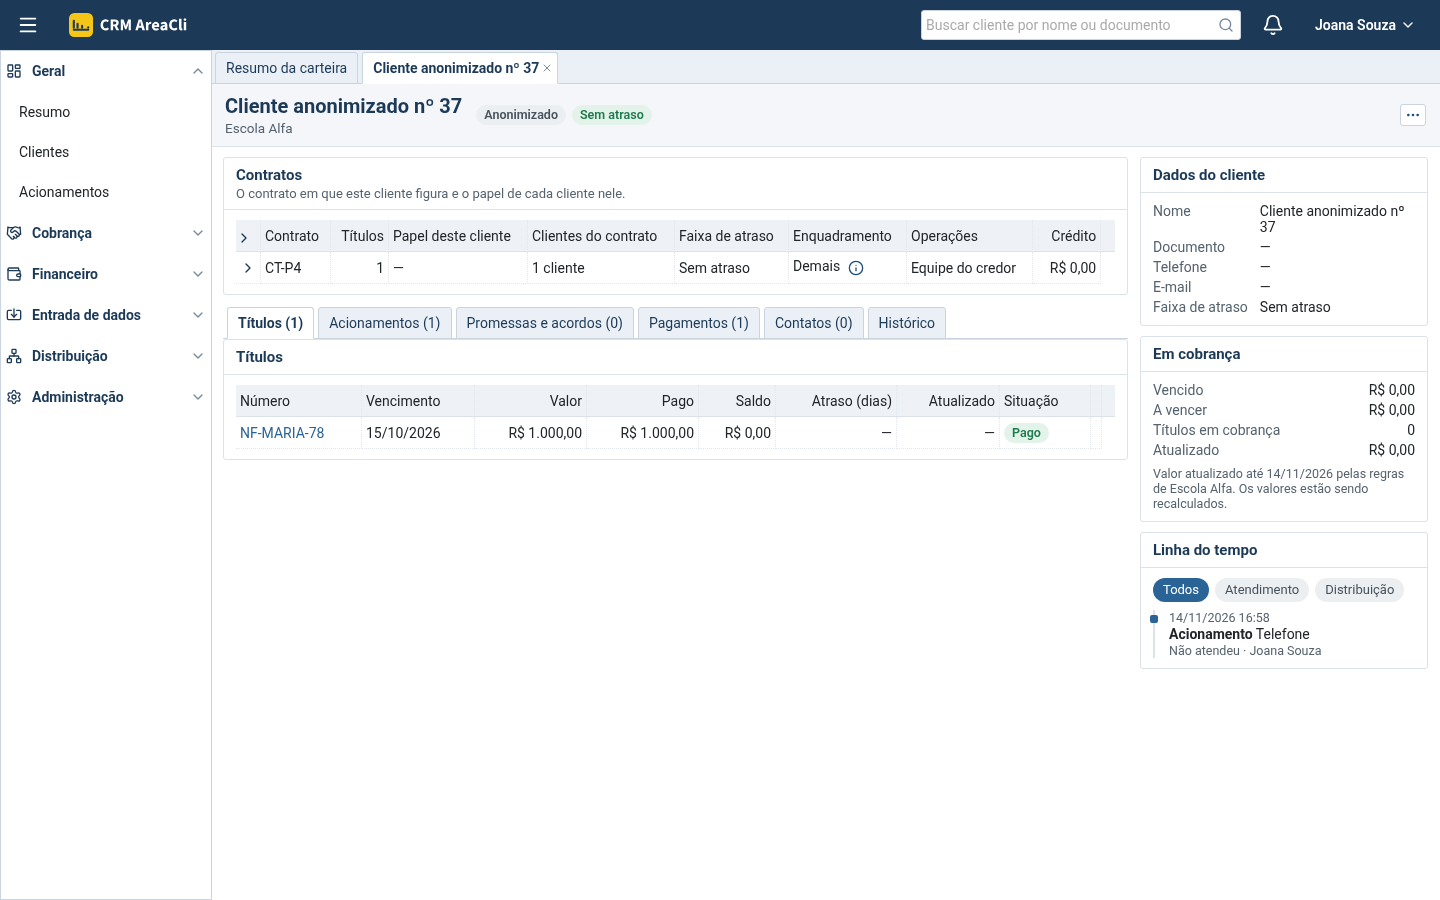 CRM AreaCli
Buscar cliente por nome ou documento
Joana Souza
Geral
Resumo
Clientes
Acionamentos
Cobrança
Financeiro
Entrada de dados
Distribuição
Administração
Resumo da carteira
Cliente anonimizado nº 37
Cliente anonimizado nº 37
Anonimizado
Sem atraso
Escola Alfa
Contratos
O contrato em que este cliente figura e o papel de cada cliente nele.
Contrato Títulos Papel deste cliente Clientes do contrato Faixa de atraso Enquadramento Operações Crédito
CT-P4 1 — 1 cliente Sem atraso Demais Equipe do credor R$ 0,00
Títulos (1) Acionamentos (1) Promessas e acordos (0) Pagamentos (1) Contatos (0) Histórico
Títulos
Número Vencimento Valor Pago Saldo Atraso (dias) Atualizado Situação
NF-MARIA-78 15/10/2026 R$ 1.000,00 R$ 1.000,00 R$ 0,00 — — Pago
Dados do cliente
Nome Cliente anonimizado nº
37
Documento —
Telefone —
E-mail —
Faixa de atraso Sem atraso
Em cobrança
Vencido R$ 0,00
A vencer R$ 0,00
Títulos em cobrança 0
Atualizado R$ 0,00
Valor atualizado até 14/11/2026 pelas regras
de Escola Alfa. Os valores estão sendo
recalculados.
Linha do tempo
Todos Atendimento Distribuição
14/11/2026 16:58
Acionamento Telefone
Não atendeu · Joana Souza